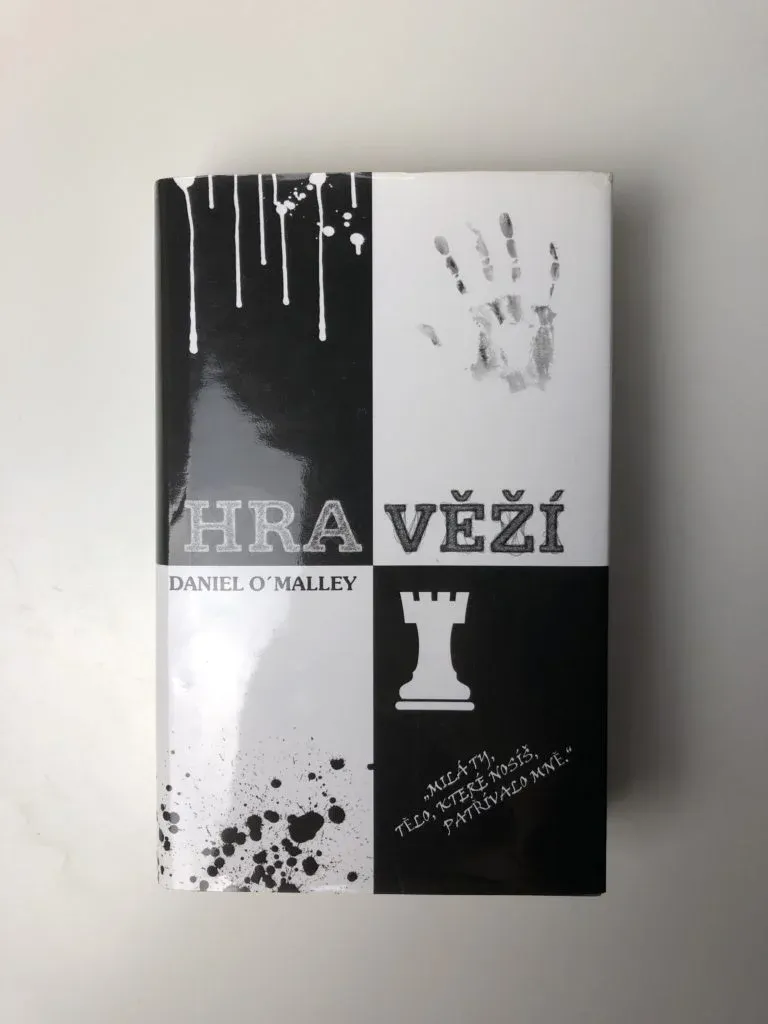 HRA VĚŽÍ
DANIEL O´MALLEY
„MILÁ TY,
TĚLO, KTERÉ NOSÍŠ,
PATŘÍVALO MNĚ.“